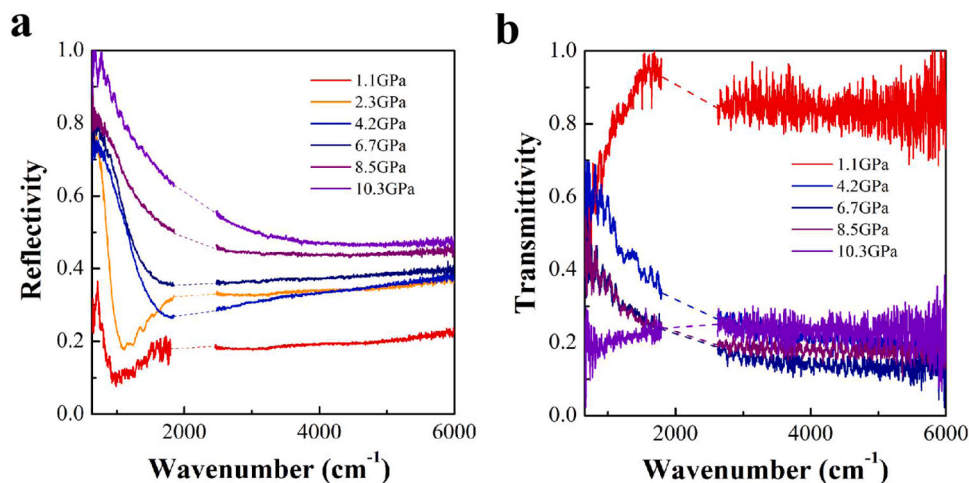 a
Reflectivity
1.0
0.8
0.6
0.4
0.2
0.0
2000
4000
6000
Wavenumber (cm⁻¹)
1.1GPa
2.3GPa
4.2GPa
6.7GPa
8.5GPa
10.3GPa
b
Transmittivity
1.0
0.8
0.6
0.4
0.2
0.0
2000
4000
6000
Wavenumber (cm⁻¹)
1.1GPa
4.2GPa
6.7GPa
8.5GPa
10.3GPa